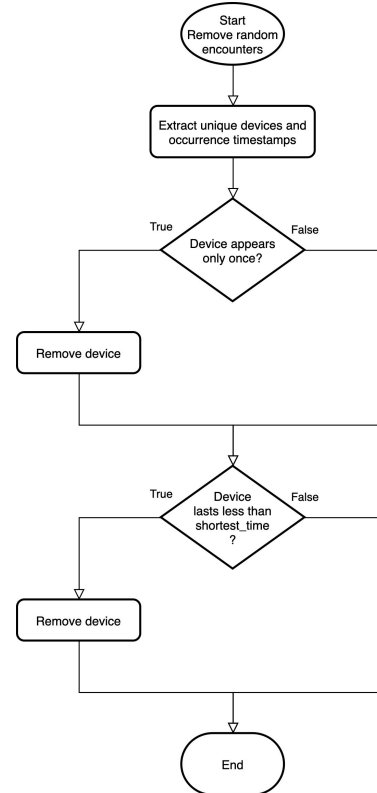 Start
Remove random
encounters
Extract unique devices and
occurrence timestamps
True
False
Device appears
only once?
Remove device
True
False
Device
lasts less than
shortest_time
?
Remove device
End